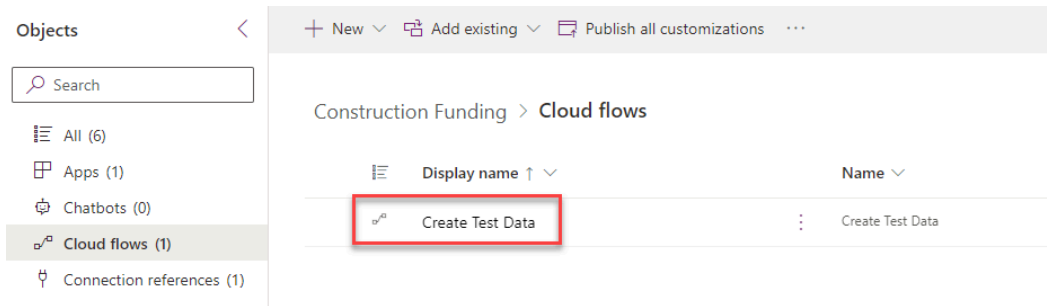 Objects
New Add existing Publish all customizations ...
Search
Construction Funding > Cloud flows
All (6)
Apps (1)
Chatbots (0)
Cloud flows (1)
Connection references (1)
Display name ↑ Name
Create Test Data Create Test Data